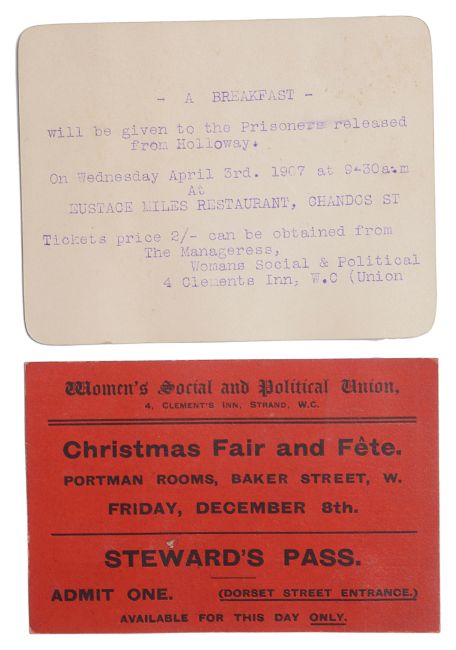 - A BREAKFAST -
will be given to the Prisoners released
from Holloway.
On Wednesday April 3rd. 1907 at 9-30a.m
At
EUSTACE MILES RESTAURANT, CHANDOS ST
Tickets price 2/- can be obtained from
The Manageress,
Womans Social & Political
4 Clements Inn, W.C (Union
Women's Social and Political Union,
4, CLEMENT'S INN, STRAND, W.C.
Christmas Fair and Fête.
PORTMAN ROOMS, BAKER STREET, W.
FRIDAY, DECEMBER 8th.
STEWARD'S PASS.
ADMIT ONE. (DORSET STREET ENTRANCE.)
AVAILABLE FOR THIS DAY ONLY.